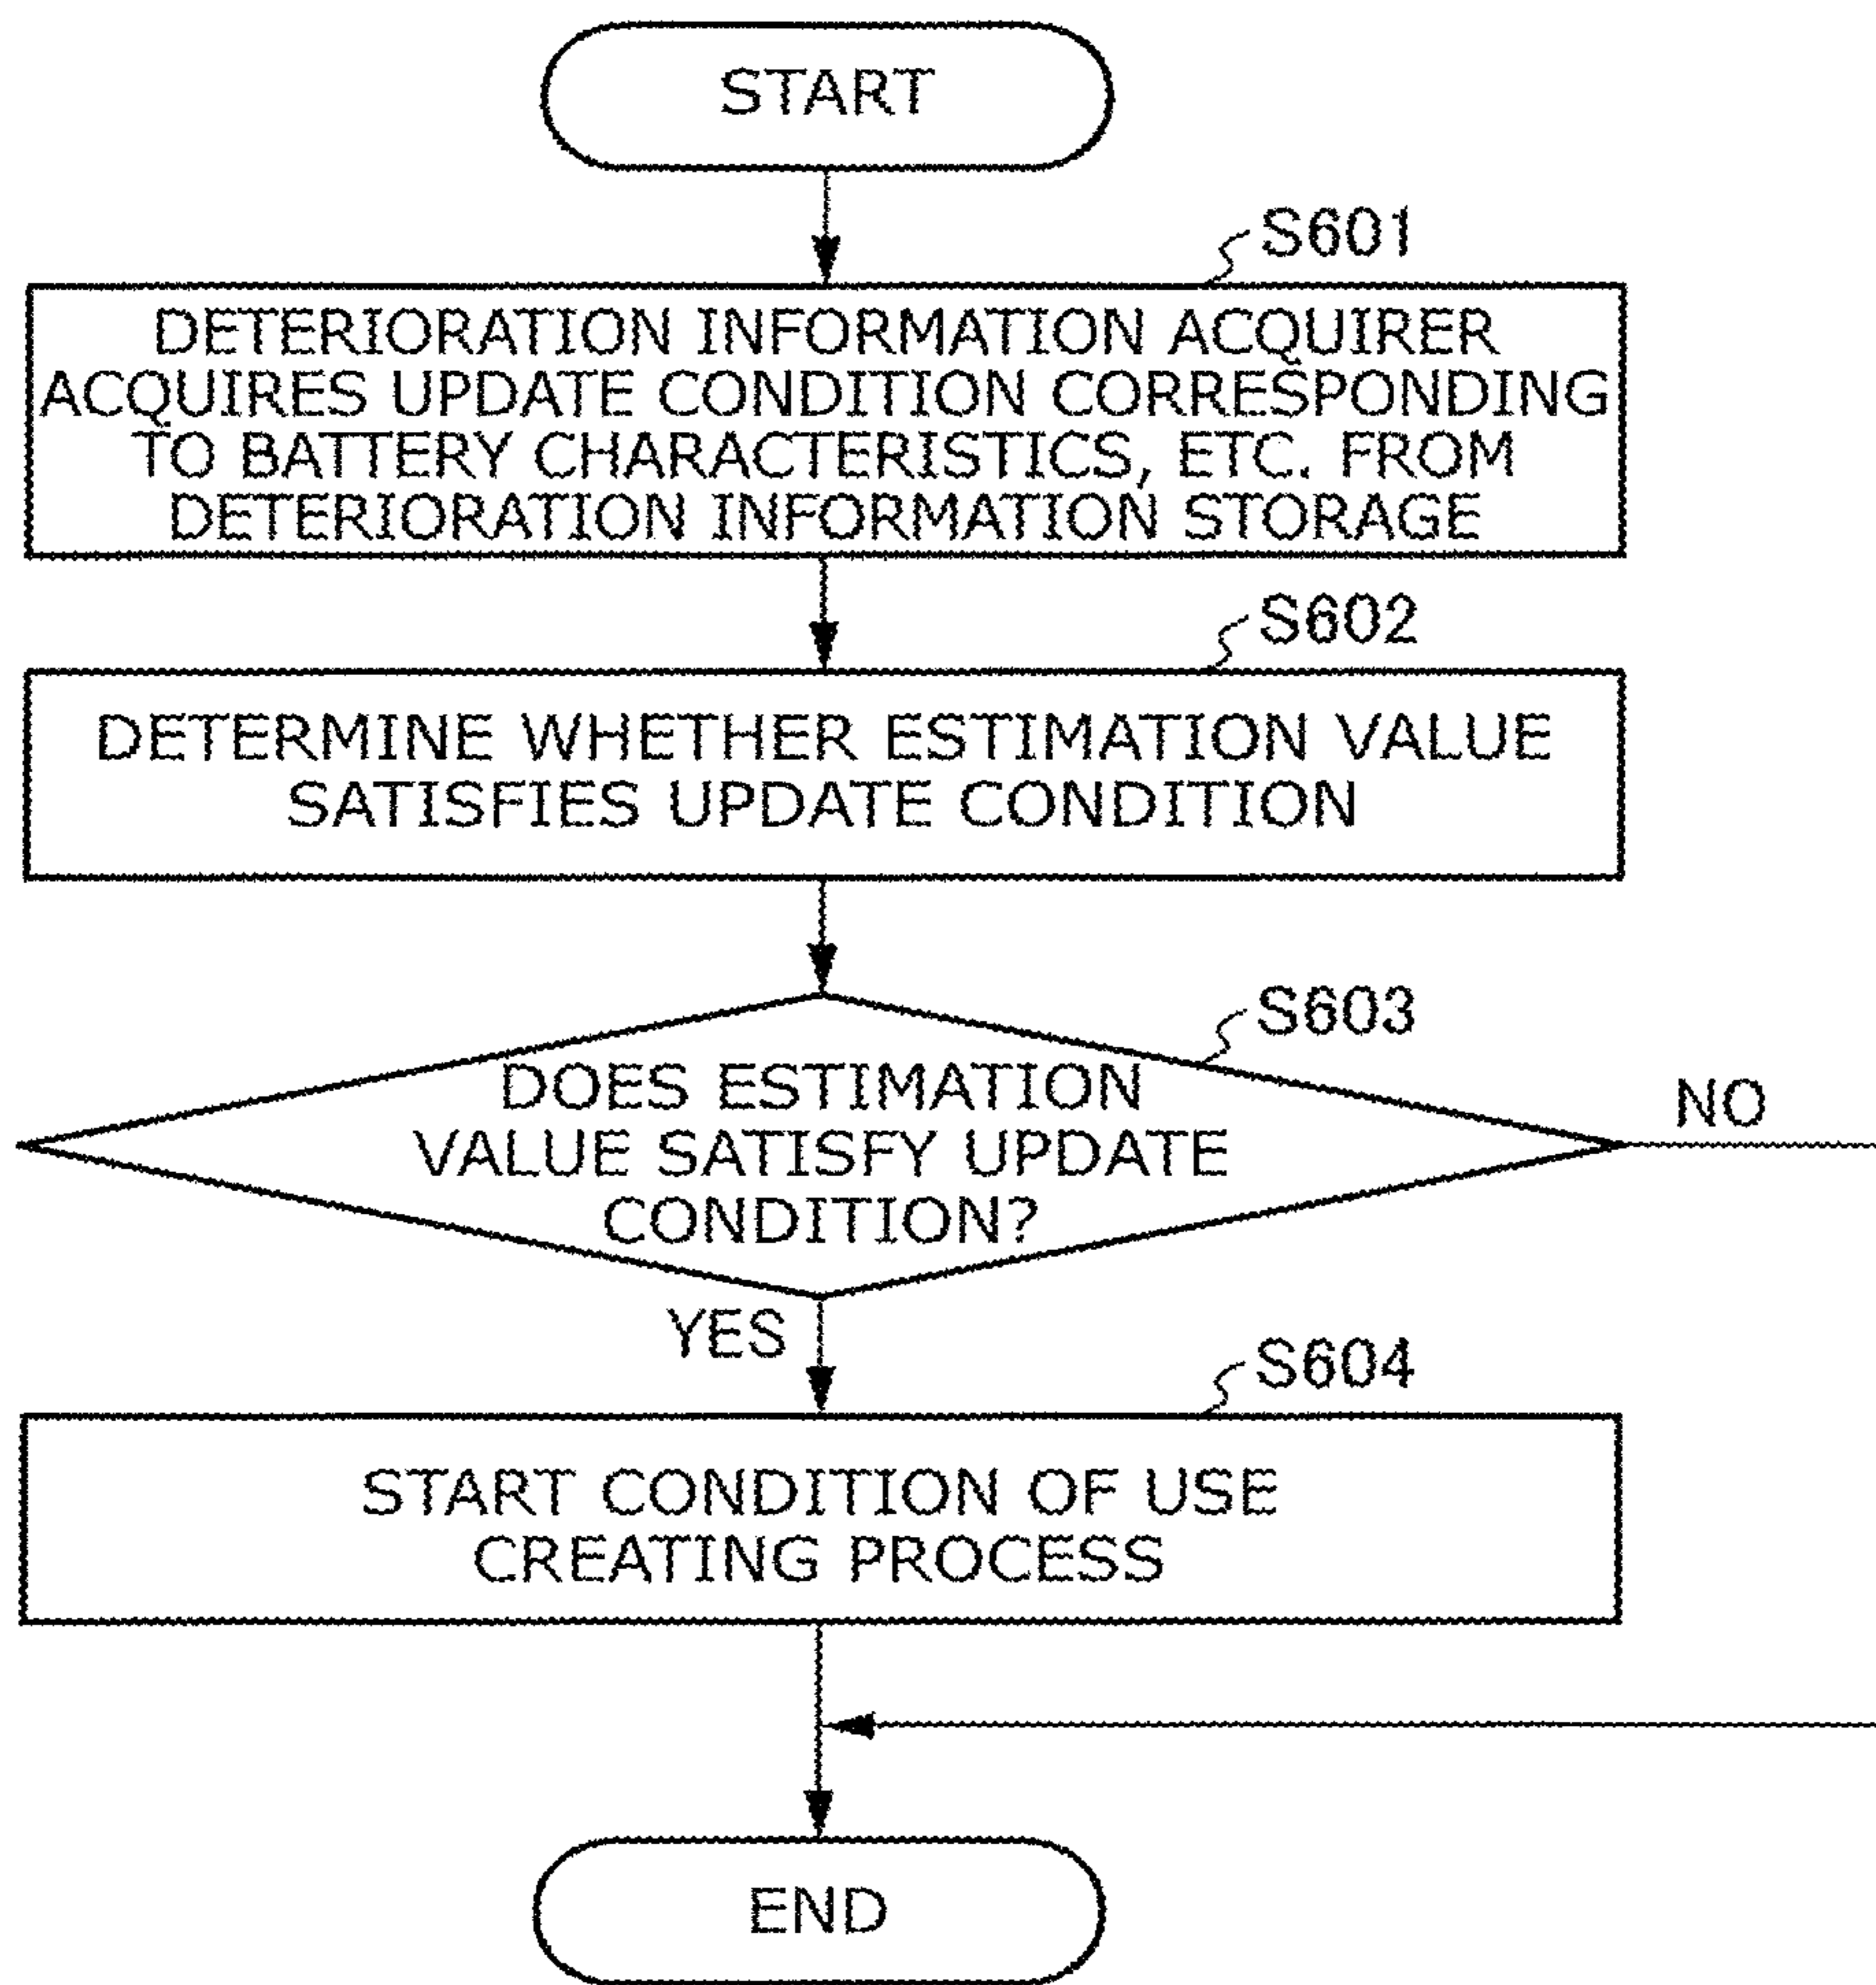 START
S601
DETERIORATION INFORMATION ACQUIRER
ACQUIRES UPDATE CONDITION CORRESPONDING
TO BATTERY CHARACTERISTICS, ETC. FROM
DETERIORATION INFORMATION STORAGE
S602
DETERMINE WHETHER ESTIMATION VALUE
SATISFIES UPDATE CONDITION
S603
DOES ESTIMATION
VALUE SATISFY UPDATE
CONDITION?
NO
YES
S604
START CONDITION OF USE
CREATING PROCESS
END